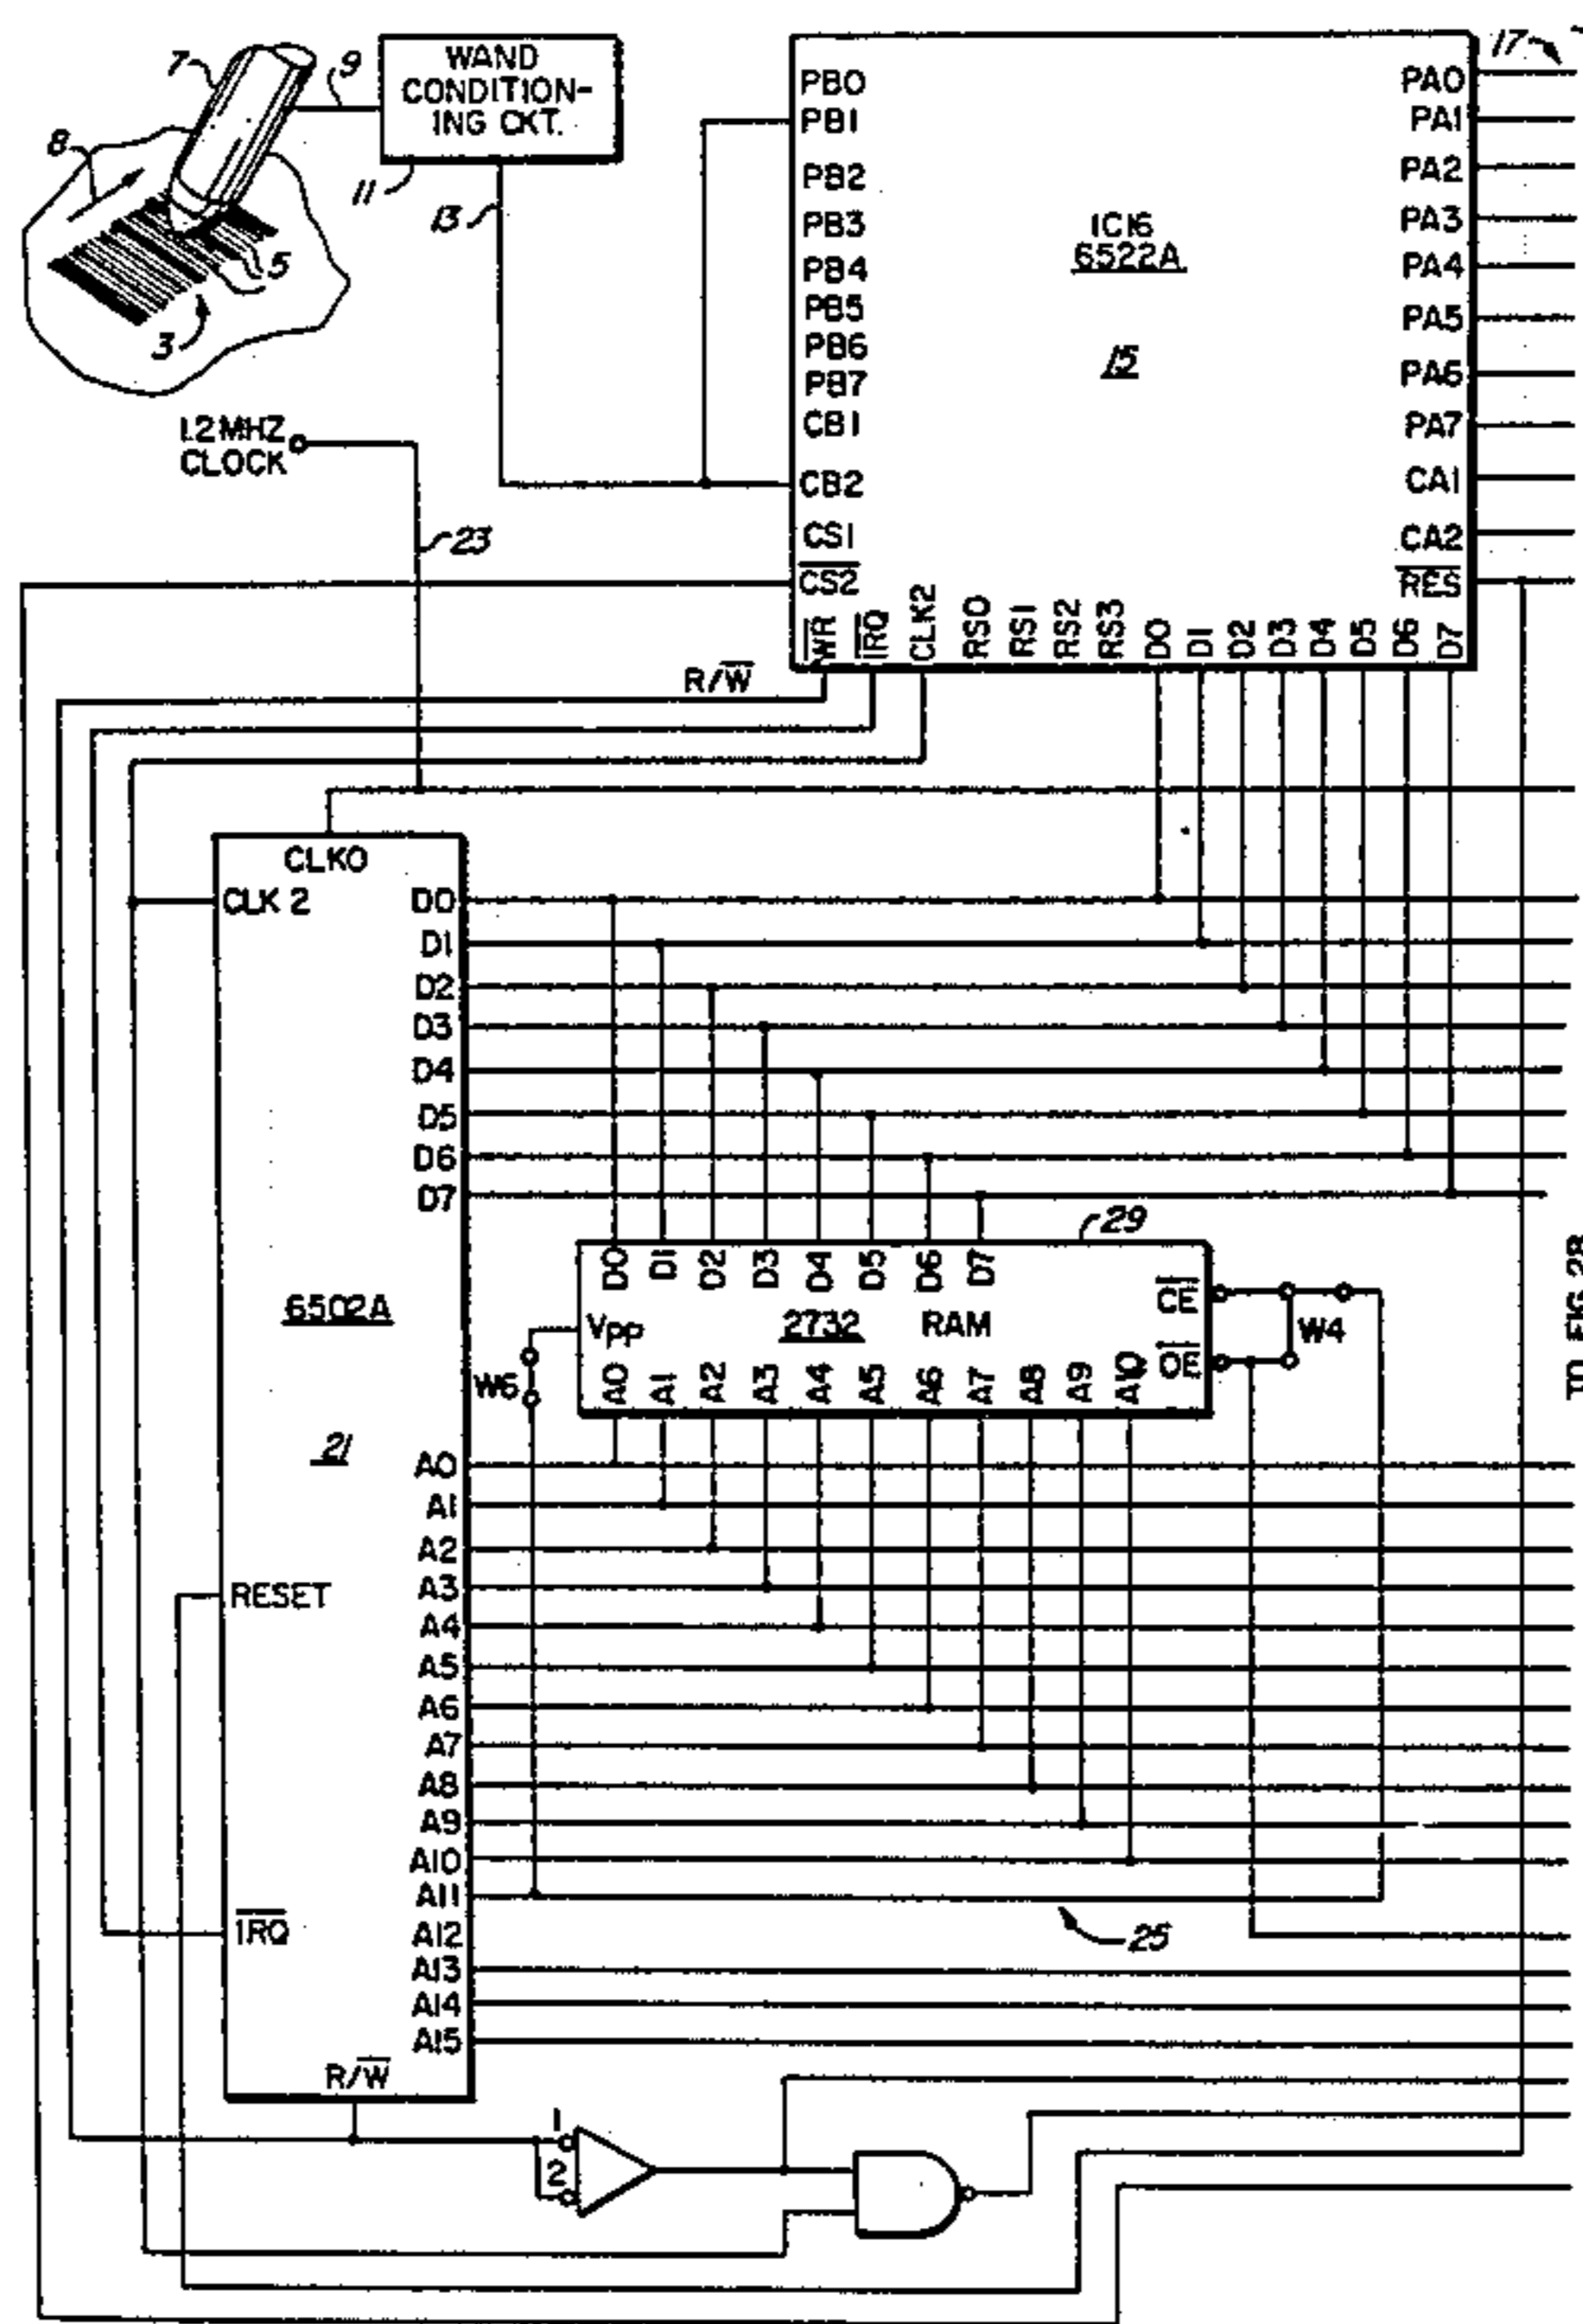 7
9
8
5
3
WAND
CONDITION-
ING CKT.
11
13
1.2 MHZ
CLOCK
23
17
PB0
PB1
PB2
PB3
PB4
PB5
PB6
PB7
CB1
CB2
CS1
CS2
IC16
6522A
15
PA0
PA1
PA2
PA3
PA4
PA5
PA6
PA7
CA1
CA2
RES
WR
IRQ
CLK2
RS0
RS1
RS2
RS3
D0
D1
D2
D3
D4
D5
D6
D7
R/W
CLK0
CLK 2
D0
D1
D2
D3
D4
D5
D6
D7
6502A
21
A0
A1
A2
A3
A4
A5
A6
A7
A8
A9
A10
A11
A12
A13
A14
A15
RESET
IRQ
R/W
29
D0
D1
D2
D3
D4
D5
D6
D7
VPP
2732 RAM
CE
OE
A0
A1
A2
A3
A4
A5
A6
A7
A8
A9
A10
W6
W4
25
1
2
TO FIG. 2B